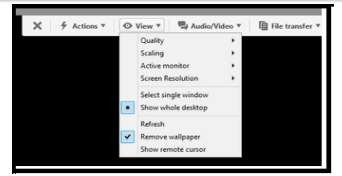 Actions View Audio/Video File transfer
Quality
Scaling
Active monitor
Screen Resolution
Select single window
Show whole desktop
Refresh
Remove wallpaper
Show remote cursor